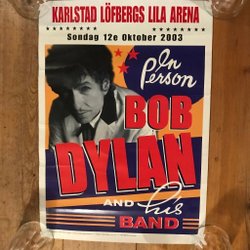 KARLSTAD LÖFBERGS LILA ARENA
Sondag 12e Oktober 2003
In
Person
BOB
DYLAN
AND his
BAND